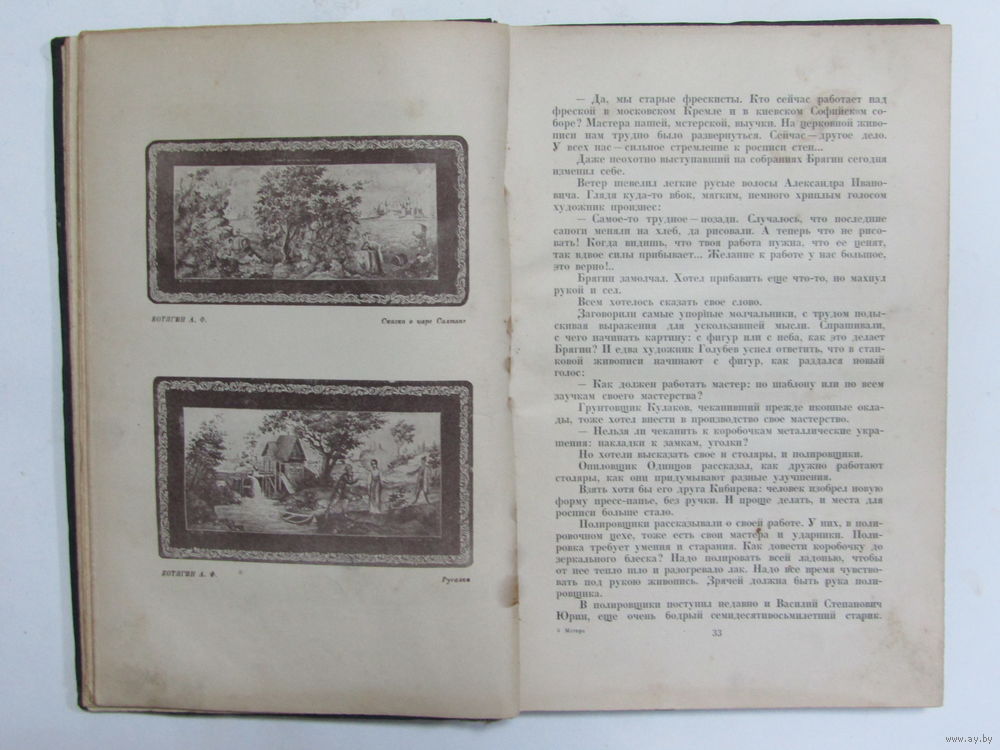 КОТЯГИН А. Ф.
Сказка о царе Салтане
КОТЯГИН А. Ф.
Русалка
— Да, мы старые фрескисты. Кто сейчас работает над
фреской в московском Кремле и в киевском Софийском со-
боре? Мастера нашей, мстерской, выучки. На церковной живо-
писи нам трудно было развернуться. Сейчас — другое дело.
У всех нас — сильное стремление к росписи стен...
Даже неохотно выступавший на собраниях Брягин сегодня
изменил себе.
Ветер шевелил легкие русые волосы Александра Ивано-
вича. Глядя куда-то вбок, мягким, немного хриплым голосом
художник произнес:
— Самое-то трудное — позади. Случалось, что последние
сапоги меняли на хлеб, да рисовали. А теперь что не рисо-
вать! Когда видишь, что твоя работа нужна, что ее ценят,
так вдвое силы прибывает... Желание к работе у нас большое,
это верно!..
Брягин замолчал. Хотел прибавить еще что-то, но махнул
рукой и сел.
Всем хотелось сказать свое слово.
Заговорили самые упорные молчальники, с трудом поды-
скивая выражения для ускользавшей мысли. Спрашивали,
с чего начинать картину: с фигур или с неба, как это делает
Брягин? И едва художник Голубев успел ответить, что в стан-
ковой живописи начинают с фигур, как раздался новый
голос:
— Как должен работать мастер: по шаблону или по всем
заучкам своего мастерства?
Грунтовщик Кулаков, чеканивший прежде иконные окла-
ды, тоже хотел внести в производство свое мастерство.
— Нельзя ли чеканить к коробочкам металлические укра-
шения: накладки к замкам, уголки?
Но хотели высказать свое и столяры, и полировщики.
Опиловщик Одинцов рассказал, как дружно работают
столяры, как они придумывают разные улучшения.
Взять хотя бы его друга Кибирева: человек изобрел новую
форму пресс-папье, без ручки. И проще делать, и места для
росписи больше стало.
Полировщики рассказывали о своей работе. У них, в поли-
ровочном цехе, тоже есть свои мастера и ударники. Поли-
ровка требует умения и старания. Как довести коробочку до
зеркального блеска? Надо полировать всей ладонью, чтобы
от нее тепло шло и разогревало лак. Надо все время чувство-
вать под рукою живопись. Зрячей должна быть рука поли-
ровщика.
В полировщики поступил недавно и Василий Степанович
Юрин, еще очень бодрый семидесятивосьмилетний старик.
3 Мстера
33
www.ay.by